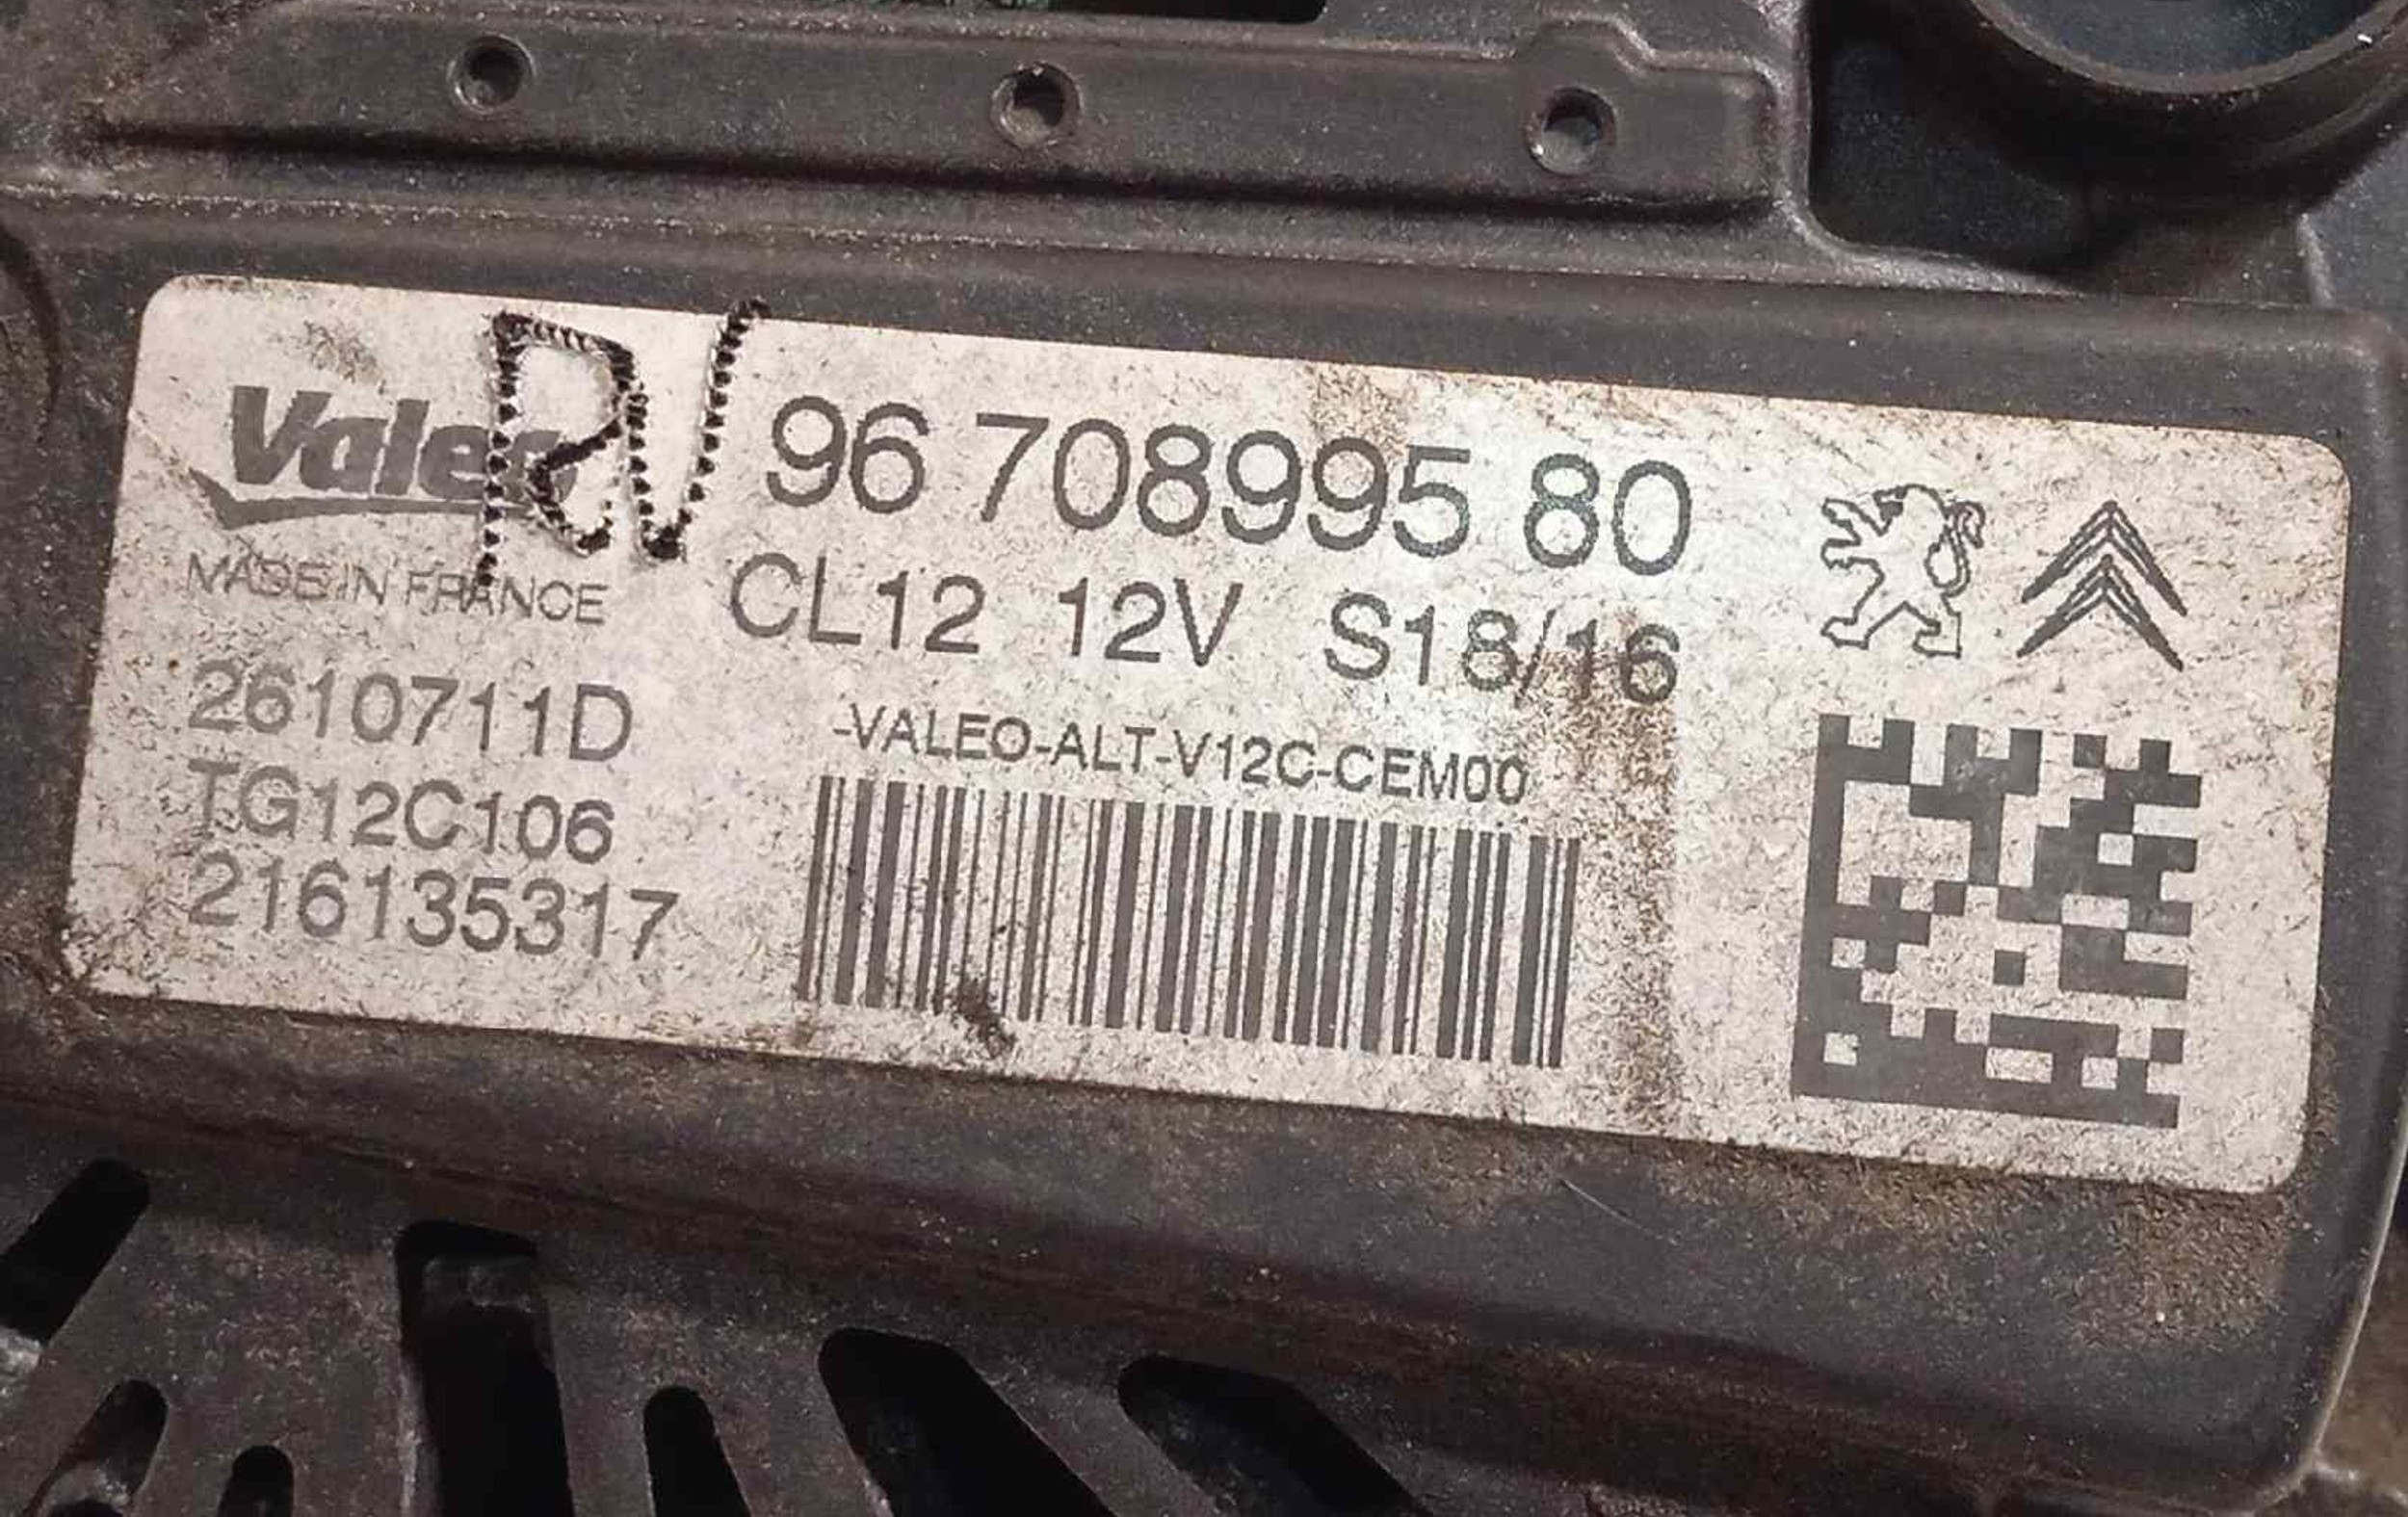 Valeo
RV
96 708995 80
MADE IN FRANCE
CL12 12V S18/16
2610711D
-VALEO-ALT-V12C-CEM00
TG12C106
216135317